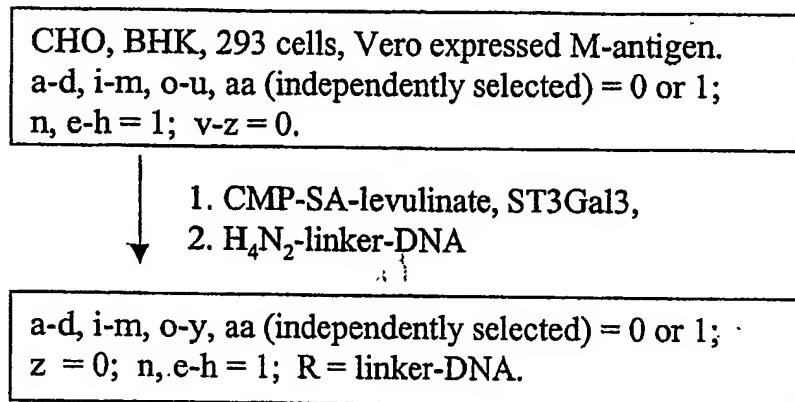 CHO, BHK, 293 cells, Vero expressed M-antigen.
a-d, i-m, o-u, aa (independently selected) = 0 or 1;
n, e-h = 1; v-z = 0.
1. CMP-SA-levulinate, ST3Gal3,
2. H₄N₂-linker-DNA
a-d, i-m, o-y, aa (independently selected) = 0 or 1;
z = 0; n, e-h = 1; R = linker-DNA.